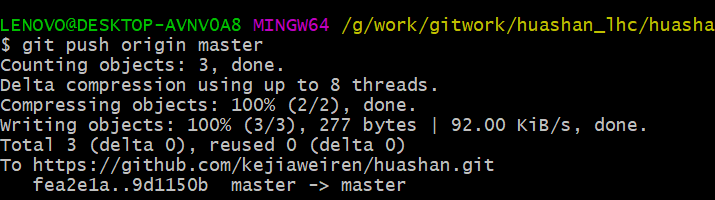 LENOVO@DESKTOP-AVNV0A8 MINGW64 /g/work/gitwork/huashan_lhc/huasha
$ git push origin master
Counting objects: 3, done.
Delta compression using up to 8 threads.
Compressing objects: 100% (2/2), done.
Writing objects: 100% (3/3), 277 bytes | 92.00 KiB/s, done.
Total 3 (delta 0), reused 0 (delta 0)
To https://github.com/kejiaweiren/huashan.git
   fea2e1a..9d1150b  master -> master